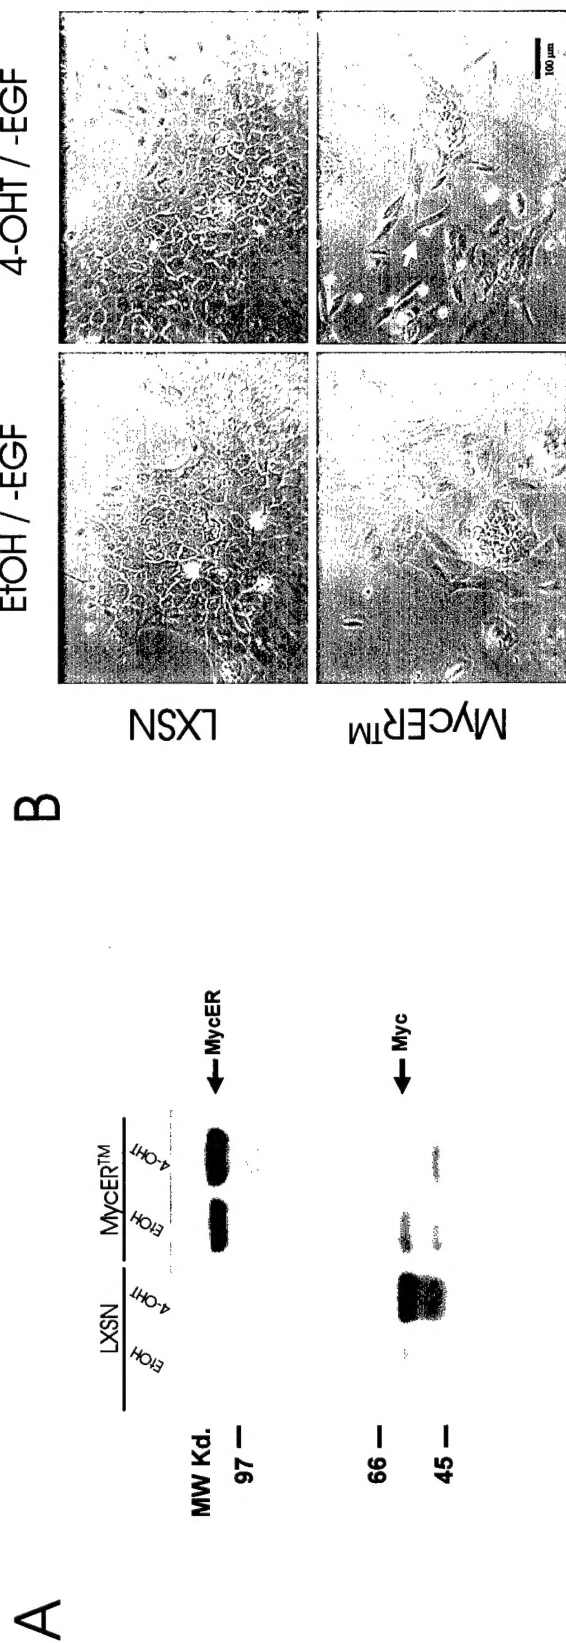 A
LXSN
MycER™
EtOH
4-OHT
EtOH
4-OHT
MW Kd.
97
66
45
MycER
Myc
B
EtOH / -EGF
4-OHT / -EGF
LXSN
MycER™
100 µm